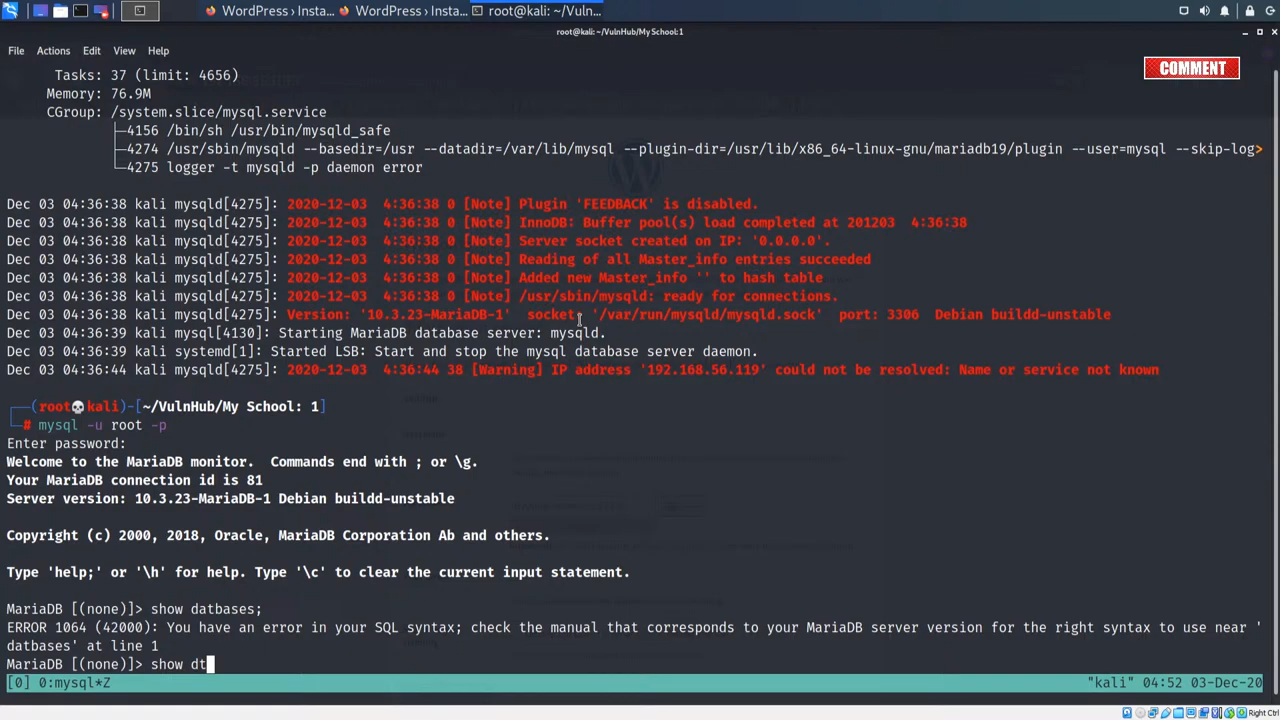 WordPress › Insta...
WordPress › Insta...
root@kali: ~/Vuln...
root@kali: ~/VulnHub/My School: 1
File Actions Edit View Help
COMMENT
Tasks: 37 (limit: 4656)
Memory: 76.9M
CGroup: /system.slice/mysql.service
├─4156 /bin/sh /usr/bin/mysqld_safe
├─4274 /usr/sbin/mysqld --basedir=/usr --datadir=/var/lib/mysql --plugin-dir=/usr/lib/x86_64-linux-gnu/mariadb19/plugin --user=mysql --skip-log>
└─4275 logger -t mysqld -p daemon error
Dec 03 04:36:38 kali mysqld[4275]: 2020-12-03  4:36:38 0 [Note] Plugin 'FEEDBACK' is disabled.
Dec 03 04:36:38 kali mysqld[4275]: 2020-12-03  4:36:38 0 [Note] InnoDB: Buffer pool(s) load completed at 201203  4:36:38
Dec 03 04:36:38 kali mysqld[4275]: 2020-12-03  4:36:38 0 [Note] Server socket created on IP: '0.0.0.0'.
Dec 03 04:36:38 kali mysqld[4275]: 2020-12-03  4:36:38 0 [Note] Reading of all Master_info entries succeeded
Dec 03 04:36:38 kali mysqld[4275]: 2020-12-03  4:36:38 0 [Note] Added new Master_info '' to hash table
Dec 03 04:36:38 kali mysqld[4275]: 2020-12-03  4:36:38 0 [Note] /usr/sbin/mysqld: ready for connections.
Dec 03 04:36:38 kali mysqld[4275]: Version: '10.3.23-MariaDB-1'  socket: '/var/run/mysqld/mysqld.sock'  port: 3306  Debian buildd-unstable
Dec 03 04:36:39 kali mysql[4130]: Starting MariaDB database server: mysqld.
Dec 03 04:36:39 kali systemd[1]: Started LSB: Start and stop the mysql database server daemon.
Dec 03 04:36:44 kali mysqld[4275]: 2020-12-03  4:36:44 38 [Warning] IP address '192.168.56.119' could not be resolved: Name or service not known
┌──(root💀kali)-[~/VulnHub/My School: 1]
└─# mysql -u root -p
Enter password:
Welcome to the MariaDB monitor.  Commands end with ; or \g.
Your MariaDB connection id is 81
Server version: 10.3.23-MariaDB-1 Debian buildd-unstable
Copyright (c) 2000, 2018, Oracle, MariaDB Corporation Ab and others.
Type 'help;' or '\h' for help. Type '\c' to clear the current input statement.
MariaDB [(none)]> show datbases;
ERROR 1064 (42000): You have an error in your SQL syntax; check the manual that corresponds to your MariaDB server version for the right syntax to use near '
datbases' at line 1
MariaDB [(none)]> show dt
[0] 0:mysql*Z "kali" 04:52 03-Dec-20
Right Ctrl